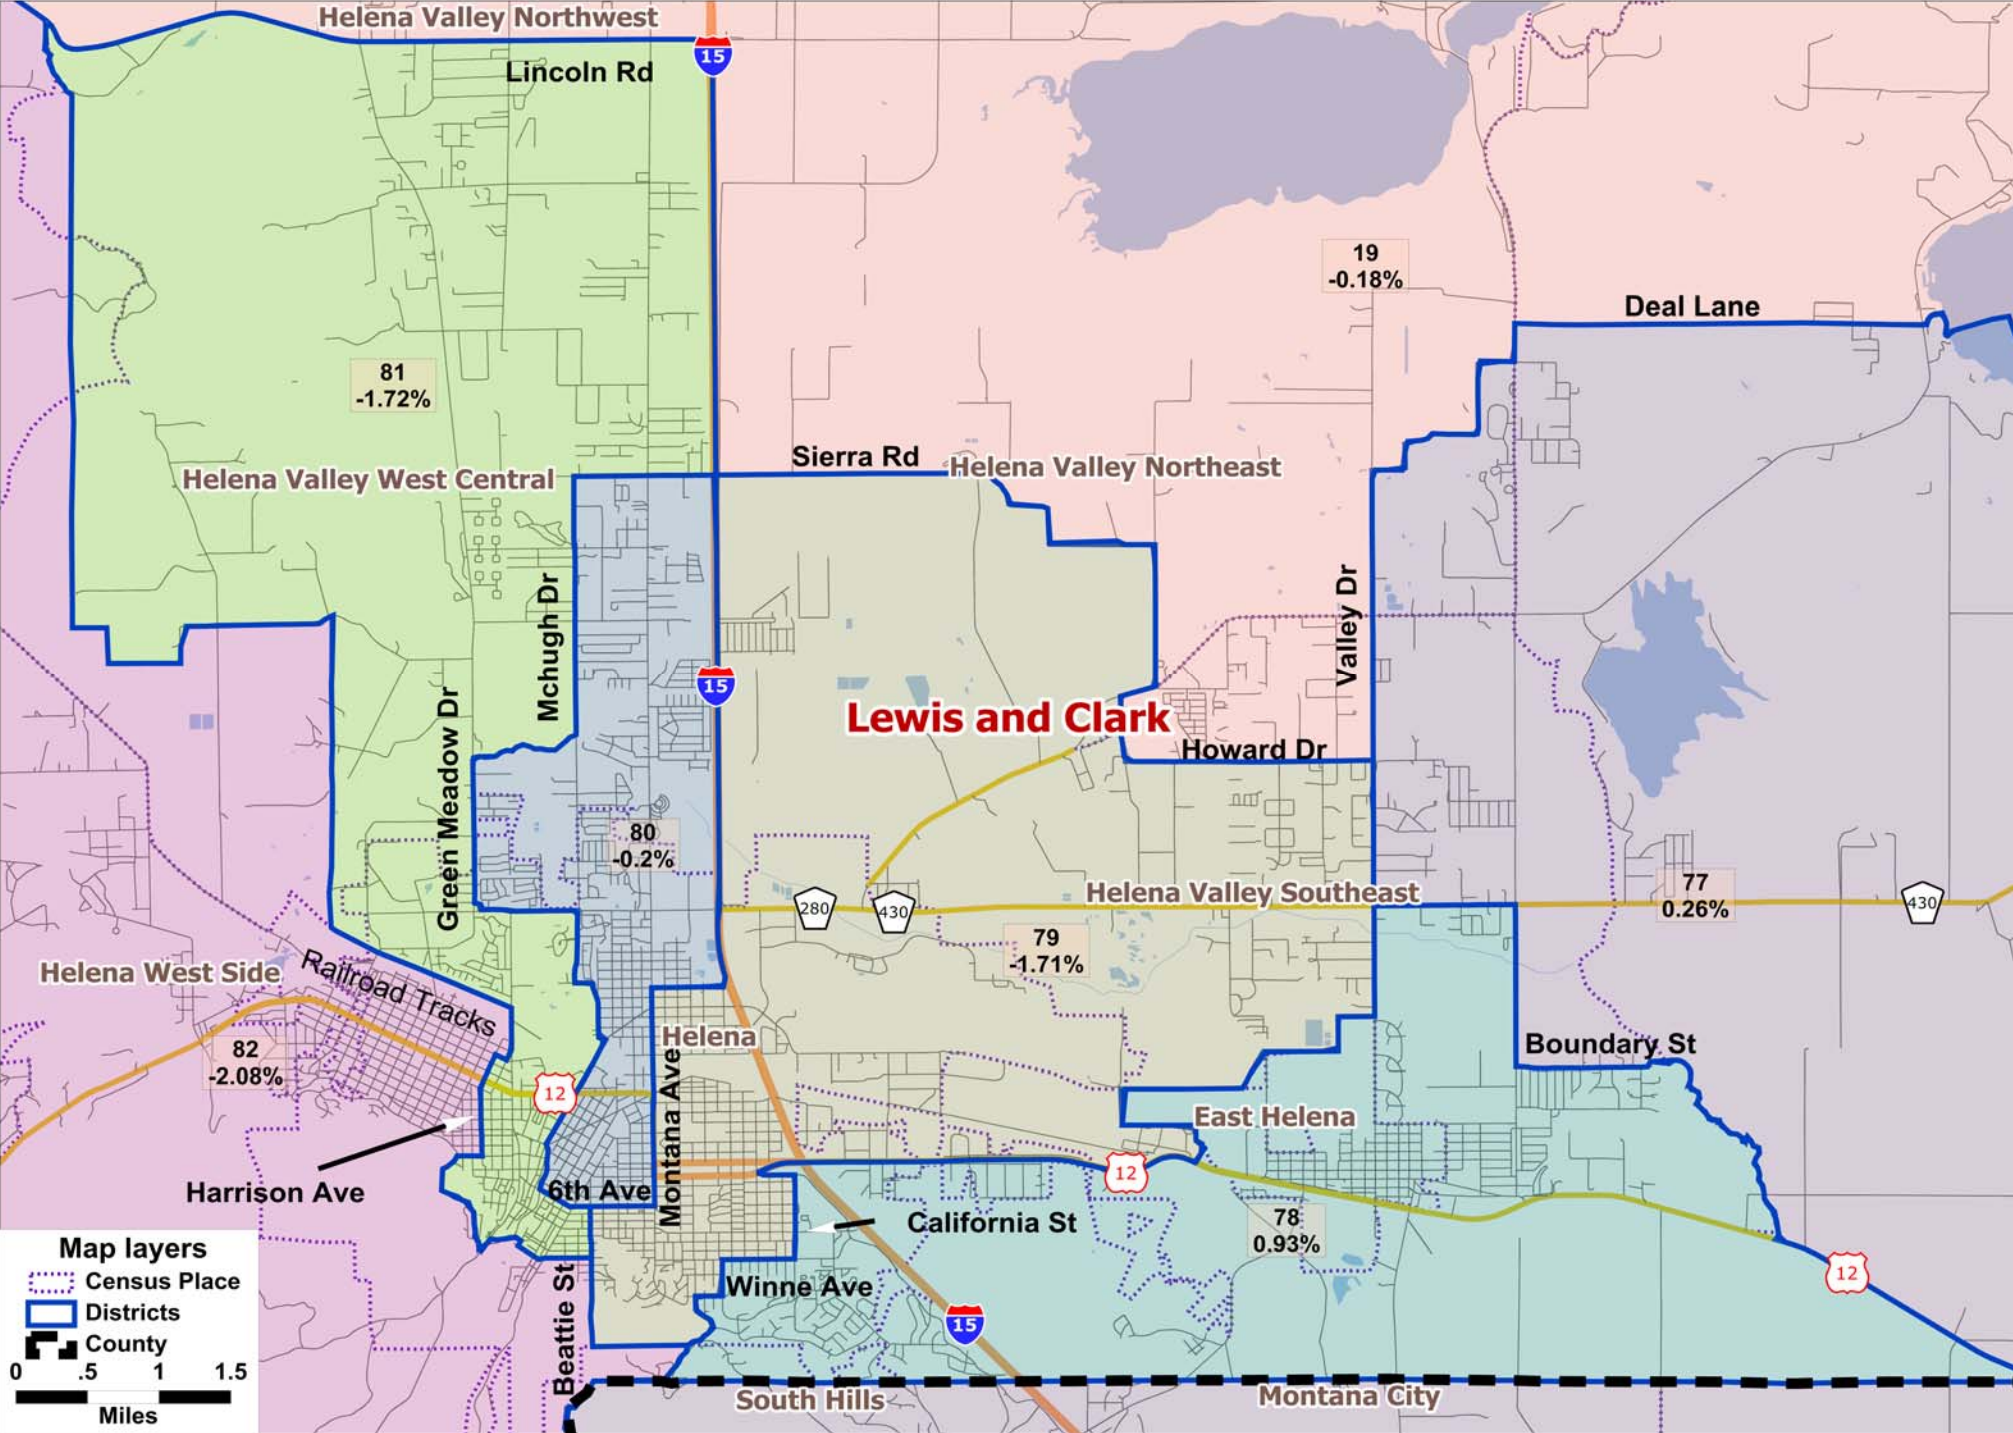 Helena Valley Northwest
15
Lincoln Rd
19
-0.18%
Deal Lane
81
-1.72%
Sierra Rd
Helena Valley Northeast
Helena Valley West Central
Mchugh Dr
Valley Dr
15
Lewis and Clark
Howard Dr
Green Meadow Dr
80
-0.2%
280
430
Helena Valley Southeast
77
0.26%
430
79
-1.71%
Helena West Side
Railroad Tracks
Helena
82
-2.08%
Boundary St
12
Montana Ave
East Helena
12
Harrison Ave
6th Ave
California St
78
0.93%
12
Winne Ave
15
Beattie St
South Hills
Montana City
Map layers
Census Place
Districts
County
0 .5 1 1.5
Miles